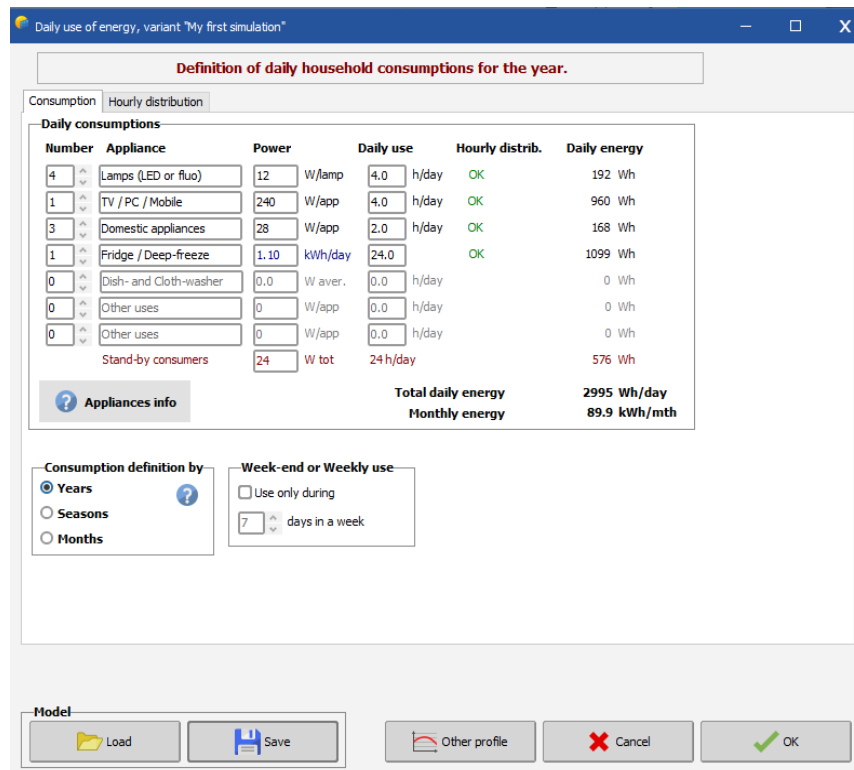 Daily use of energy, variant "My first simulation"
Definition of daily household consumptions for the year.
Consumption Hourly distribution
Daily consumptions
Number Appliance Power Daily use Hourly distrib. Daily energy
4 Lamps (LED or fluo) 12 W/lamp 4.0 h/day OK 192 Wh
1 TV / PC / Mobile 240 W/app 4.0 h/day OK 960 Wh
3 Domestic appliances 28 W/app 2.0 h/day OK 168 Wh
1 Fridge / Deep-freeze 1.10 kWh/day 24.0 OK 1099 Wh
0 Dish- and Cloth-washer 0.0 W aver. 0.0 h/day 0 Wh
0 Other uses 0 W/app 0.0 h/day 0 Wh
0 Other uses 0 W/app 0.0 h/day 0 Wh
Stand-by consumers 24 W tot 24 h/day 576 Wh
? Appliances info
Total daily energy 2995 Wh/day
Monthly energy 89.9 kWh/mth
Consumption definition by
Years ?
Seasons
Months
Week-end or Weekly use
Use only during
7 days in a week
Model
Load Save Other profile Cancel OK